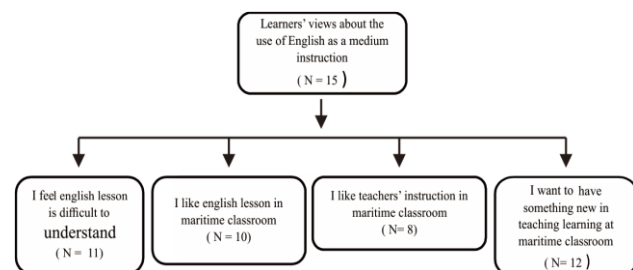 Learners' views about the
use of English as a medium
instruction
( N = 15 )
I feel english lesson
is difficult to
understand
( N = 11)
I like english lesson in
maritime classroom
( N = 10)
I like teachers' instruction in
maritime classroom
( N= 8)
I want to have
something new in
teaching learning at
maritime classroom
( N= 12 )